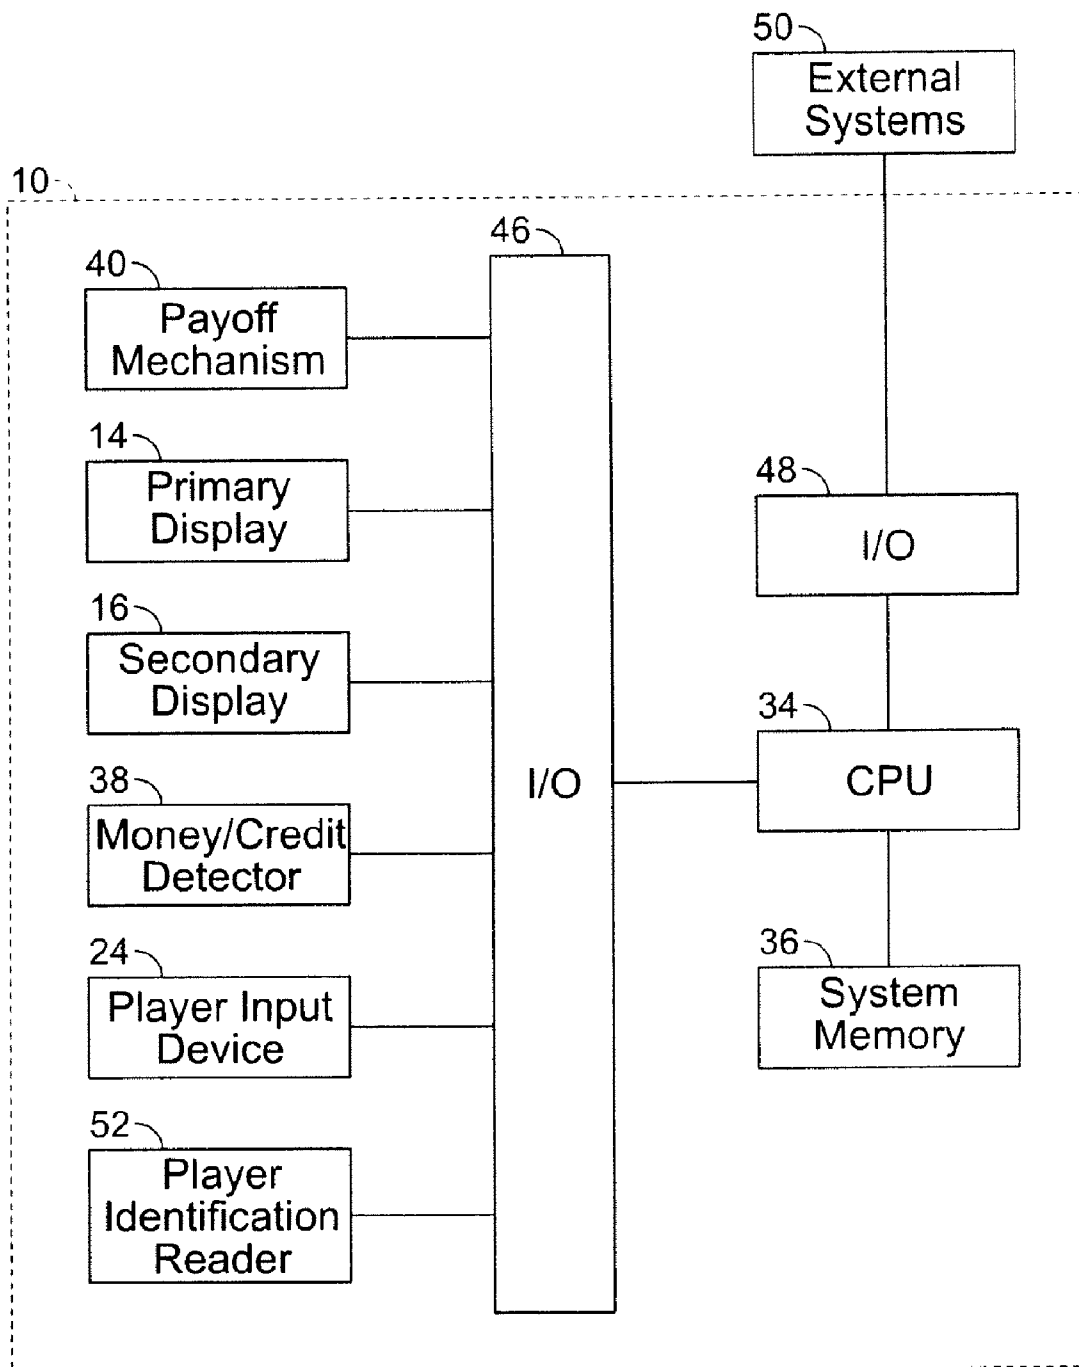 50
External
Systems
10
46
40
Payoff
Mechanism
14
Primary
Display
48
I/O
16
Secondary
Display
34
CPU
I/O
38
Money/Credit
Detector
24
Player Input
Device
36
System
Memory
52
Player
Identification
Reader